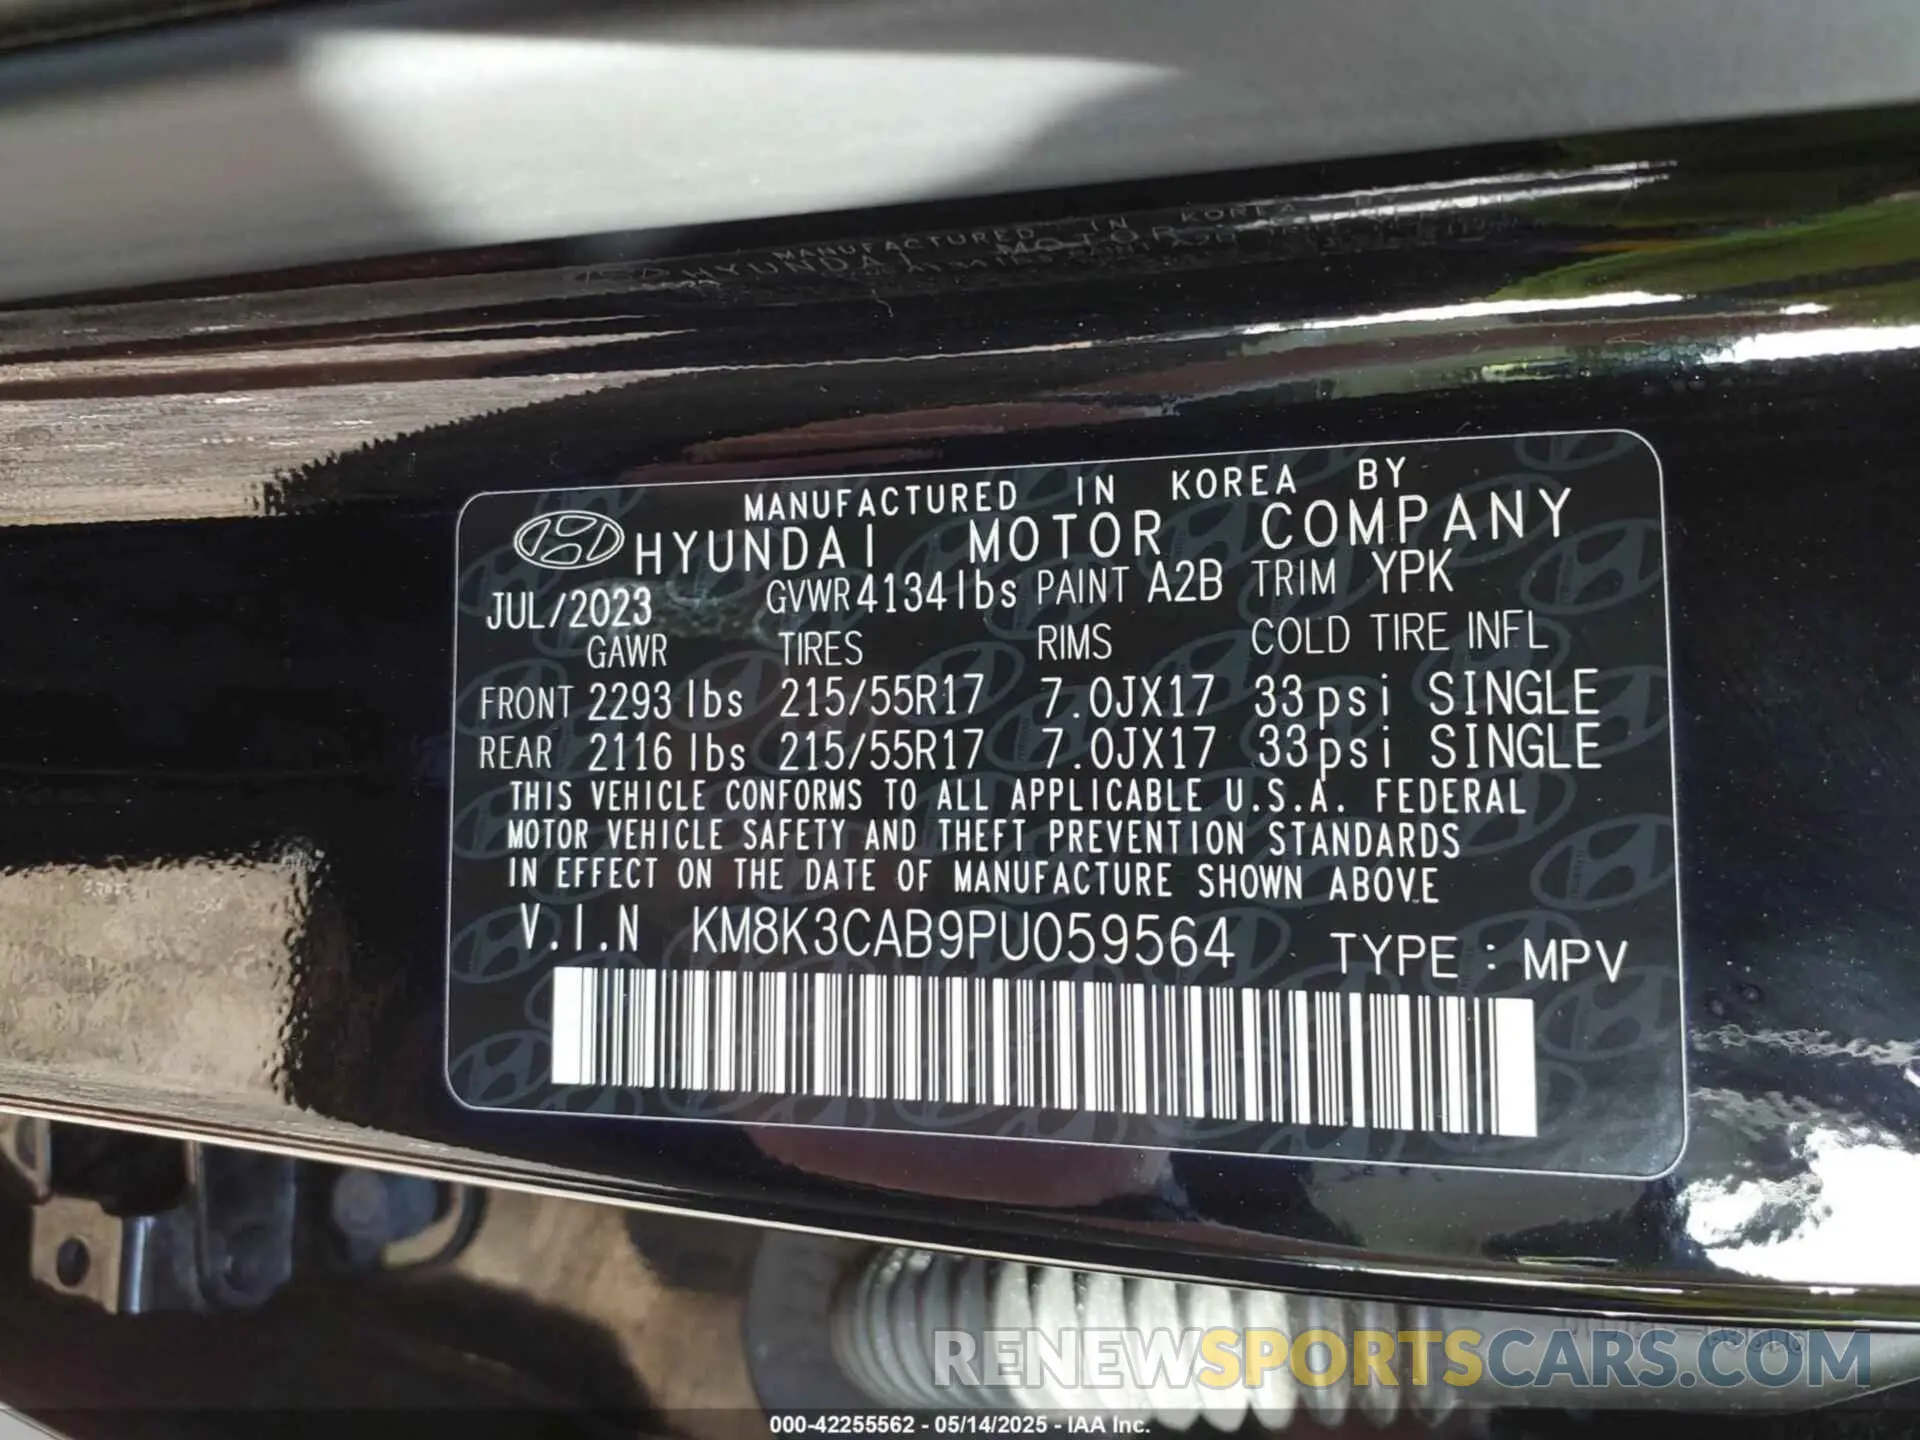 MANUFACTURED IN KOREA BY
HYUNDAI MOTOR COMPANY
JUL/2023 GVWR 4134lbs PAINT A2B TRIM YPK
GAWR TIRES RIMS COLD TIRE INFL
FRONT 2293lbs 215/55R17 7.0JX17 33psi SINGLE
REAR 2116lbs 215/55R17 7.0JX17 33psi SINGLE
THIS VEHICLE CONFORMS TO ALL APPLICABLE U.S.A. FEDERAL
MOTOR VEHICLE SAFETY AND THEFT PREVENTION STANDARDS
IN EFFECT ON THE DATE OF MANUFACTURE SHOWN ABOVE.
V.I.N KM8K3CAB9PU059564 TYPE : MPV
RENEWSPORTSCARS.COM
000-42255562 - 05/14/2025 - IAA Inc.